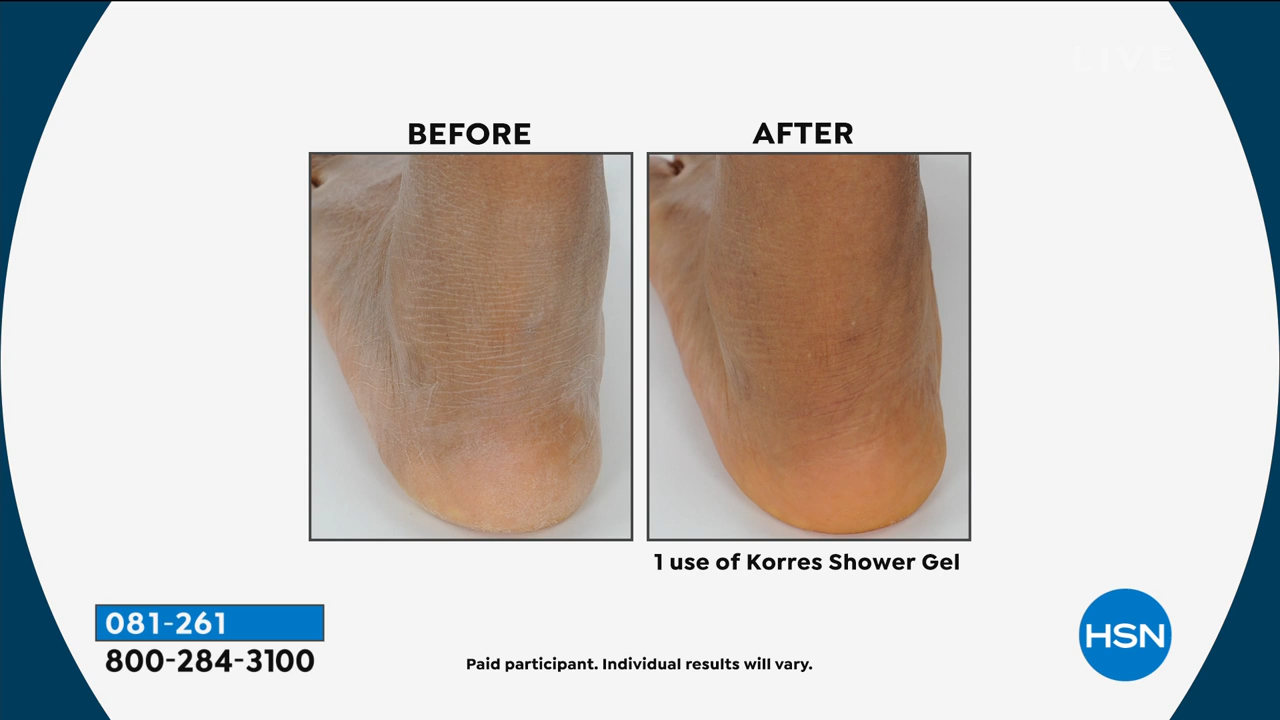 LIVE
BEFORE
AFTER
1 use of Korres Shower Gel
081-261
800-284-3100
Paid participant. Individual results will vary.
HSN